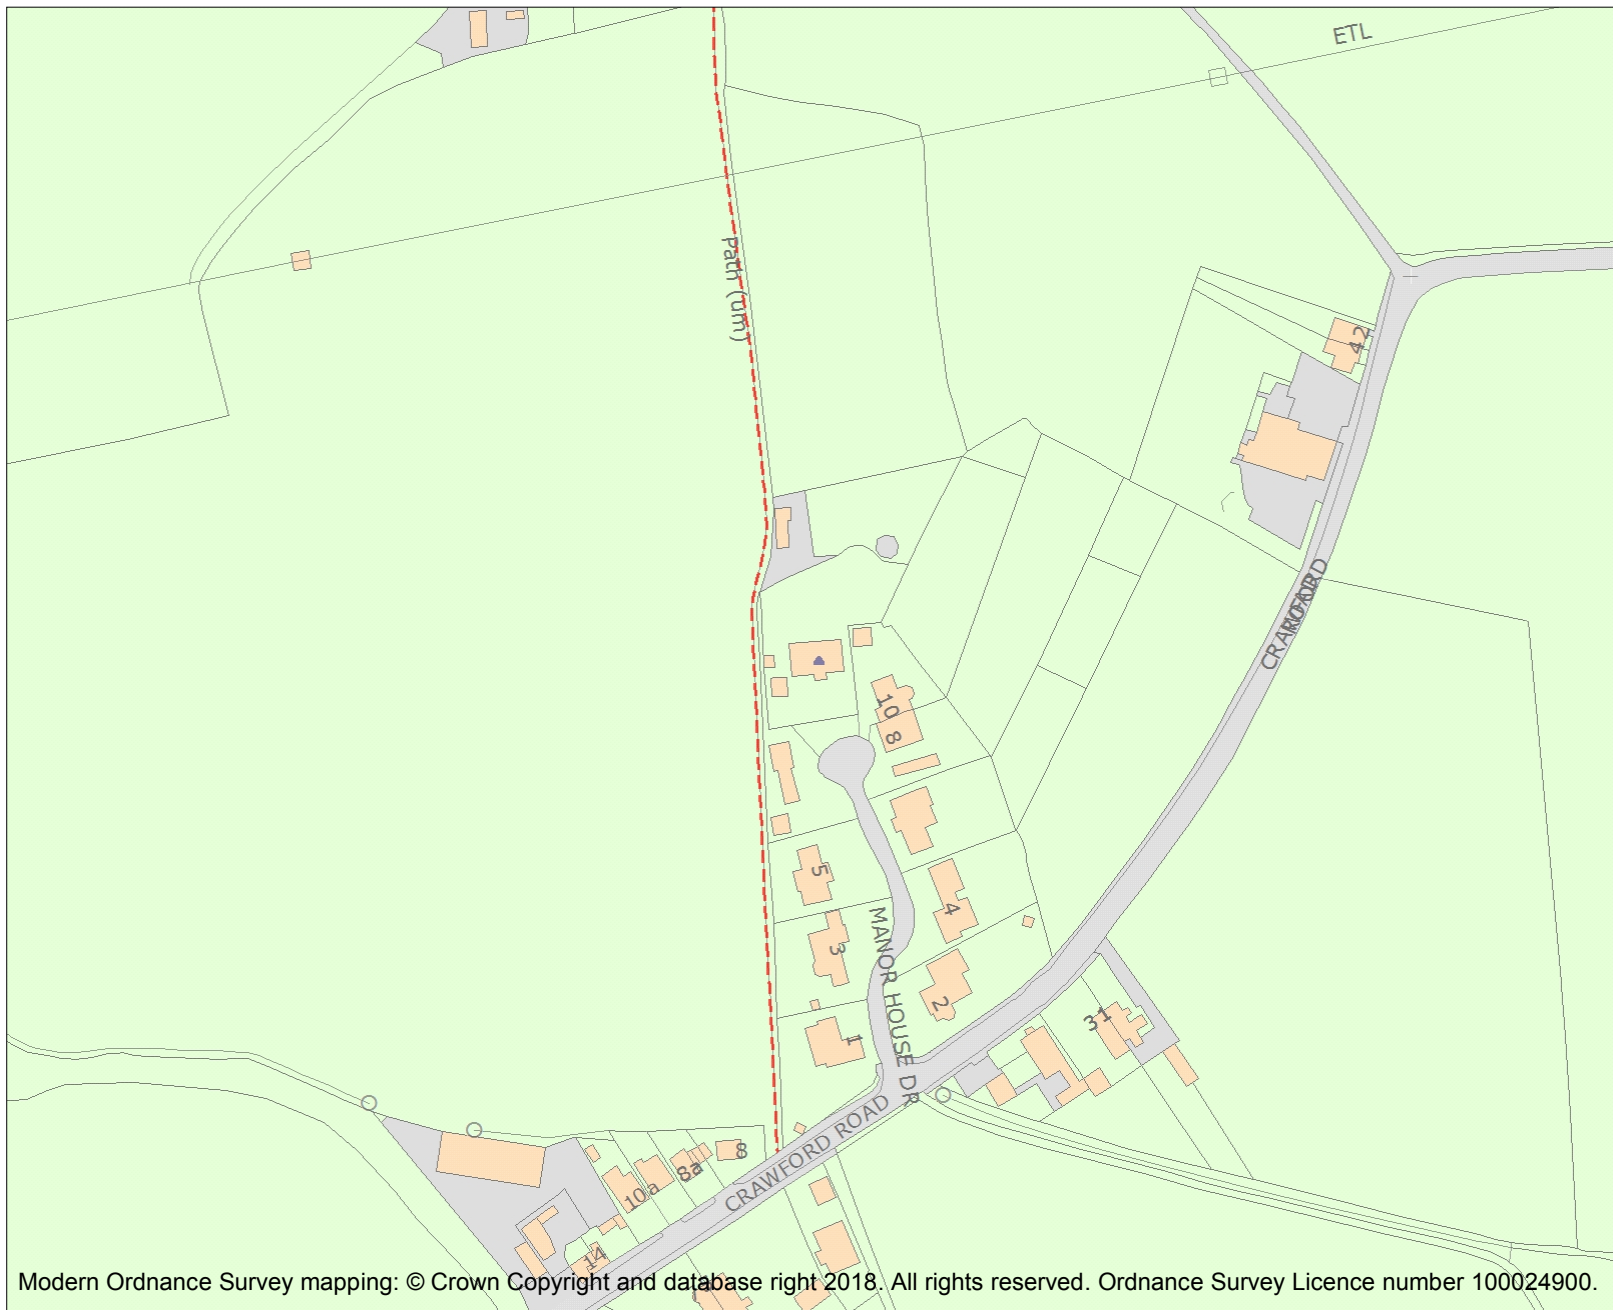 ETL
Path (um)
2
4
CRAWFORD
ROAD
10
8
5
4
3
MANOR HOUSE DR
2
1
31
8
8a
10a
CRAWFORD ROAD
14
Modern Ordnance Survey mapping: © Crown Copyright and database right 2018. All rights reserved. Ordnance Survey Licence number 100024900.